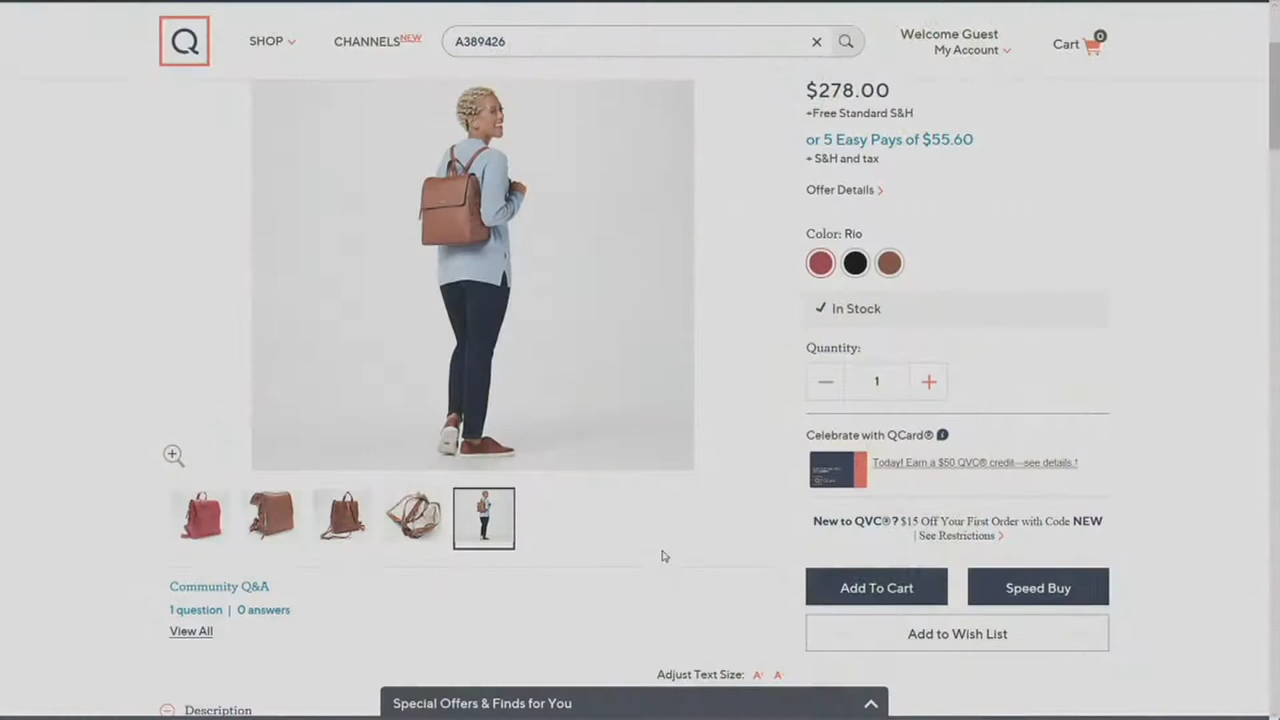 Q
SHOP
CHANNELS NEW
A389426
Welcome Guest
My Account
Cart 0
$278.00
+Free Standard S&H
or 5 Easy Pays of $55.60
+ S&H and tax
Offer Details
Color: Rio
In Stock
Quantity:
1
Celebrate with QCard®
Today! Earn a $50 QVC® credit—see details.†
New to QVC®? $15 Off Your First Order with Code NEW
| See Restrictions
Add To Cart
Speed Buy
Add to Wish List
Community Q&A
1 question | 0 answers
View All
Adjust Text Size: A+ A-
Description
Special Offers & Finds for You